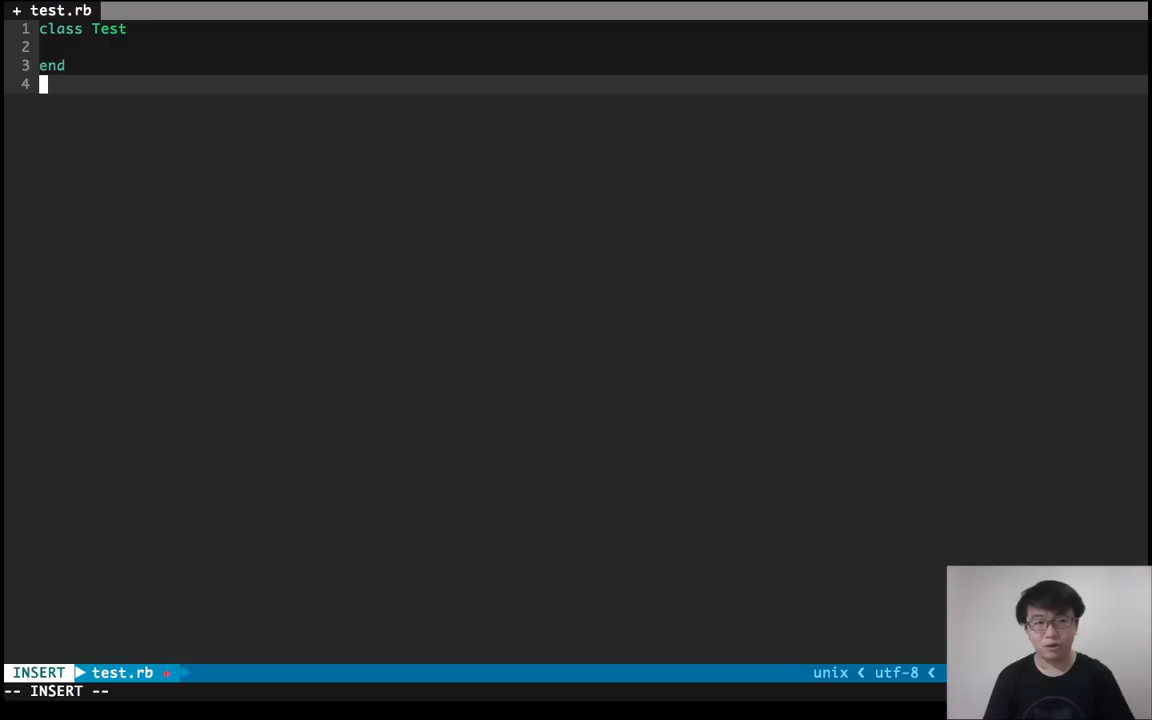 + test.rb
1 class Test
2
3 end
4
INSERT test.rb + unix utf-8
-- INSERT --